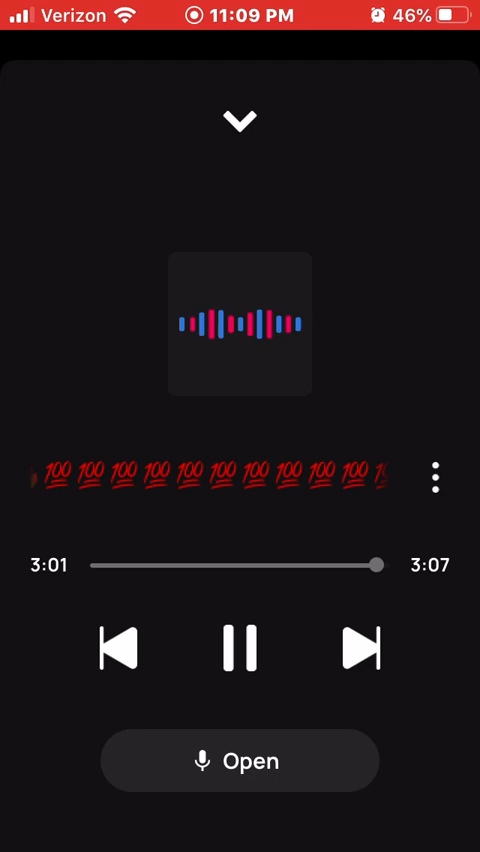 Verizon 11:09 PM 46%
💯 💯 💯 💯 💯 💯 💯 💯 💯 💯
3:01 3:07
Open